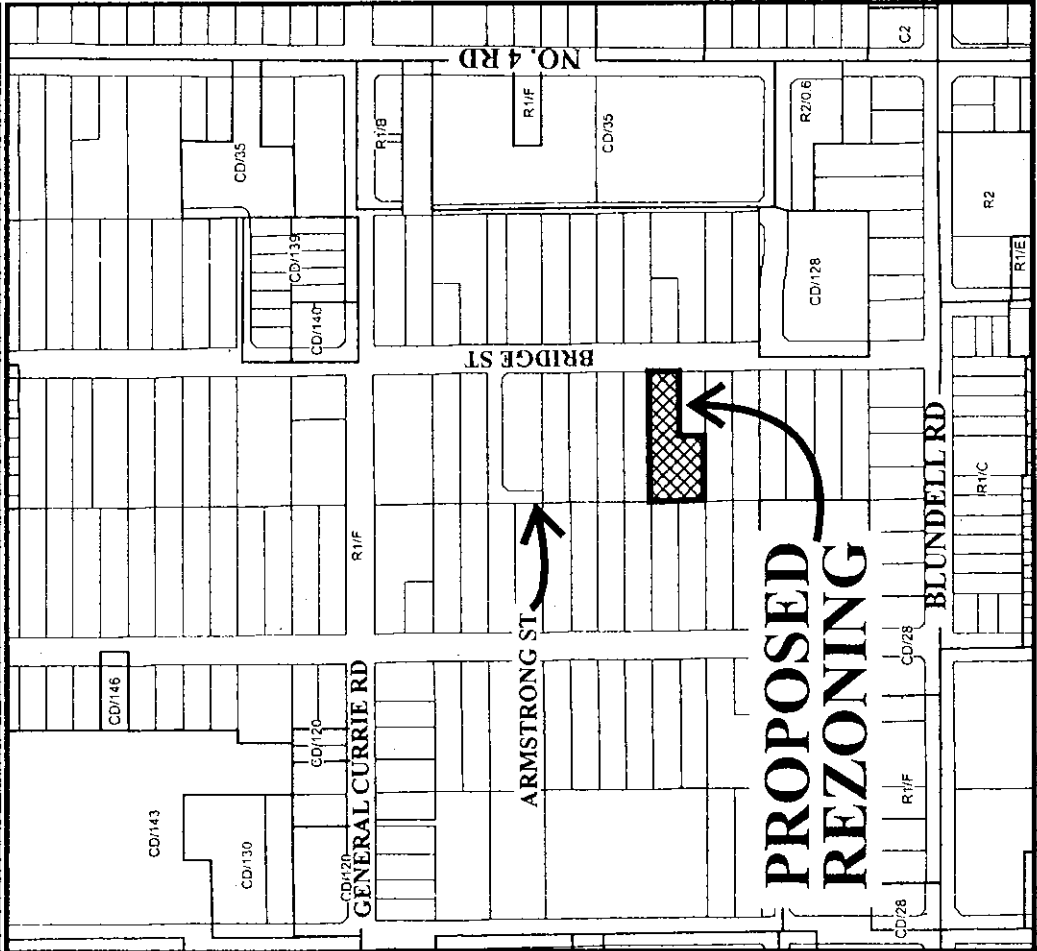 NO. 4 RD
C2
R1/B
R1/F
R2/0.6
CD/35
CD/35
R2
CD/139
R1/E
CD/128
CD/140
BRIDGE ST
BLUNDELL RD
R1/C
R1/F
ARMSTRONG ST
PROPOSED
REZONING
CD/28
CD/146
GENERAL CURRIE RD
CD/120
R1/F
CD/143
CD/130
CD/120
CD/28